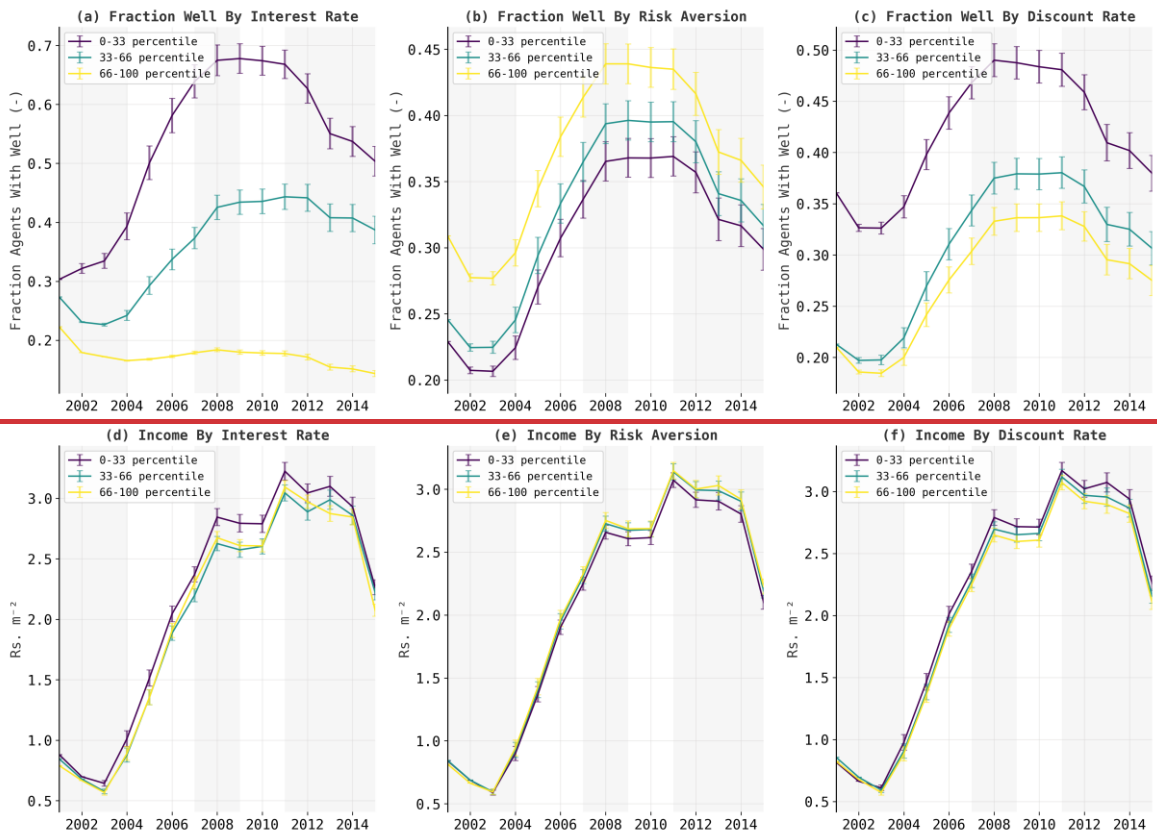 (a) Fraction Well By Interest Rate
0-33 percentile
33-66 percentile
66-100 percentile
Fraction Agents With Well (-)
0.7
0.6
0.5
0.4
0.3
0.2
2002 2004 2006 2008 2010 2012 2014
(b) Fraction Well By Risk Aversion
0-33 percentile
33-66 percentile
66-100 percentile
Fraction Agents With Well (-)
0.45
0.40
0.35
0.30
0.25
0.20
2002 2004 2006 2008 2010 2012 2014
(c) Fraction Well By Discount Rate
0-33 percentile
33-66 percentile
66-100 percentile
Fraction Agents With Well (-)
0.50
0.45
0.40
0.35
0.30
0.25
0.20
2002 2004 2006 2008 2010 2012 2014
(d) Income By Interest Rate
0-33 percentile
33-66 percentile
66-100 percentile
Rs. m⁻²
3.0
2.5
2.0
1.5
1.0
0.5
2002 2004 2006 2008 2010 2012 2014
(e) Income By Risk Aversion
0-33 percentile
33-66 percentile
66-100 percentile
Rs. m⁻²
3.0
2.5
2.0
1.5
1.0
0.5
2002 2004 2006 2008 2010 2012 2014
(f) Income By Discount Rate
0-33 percentile
33-66 percentile
66-100 percentile
Rs. m⁻²
3.0
2.5
2.0
1.5
1.0
0.5
2002 2004 2006 2008 2010 2012 2014